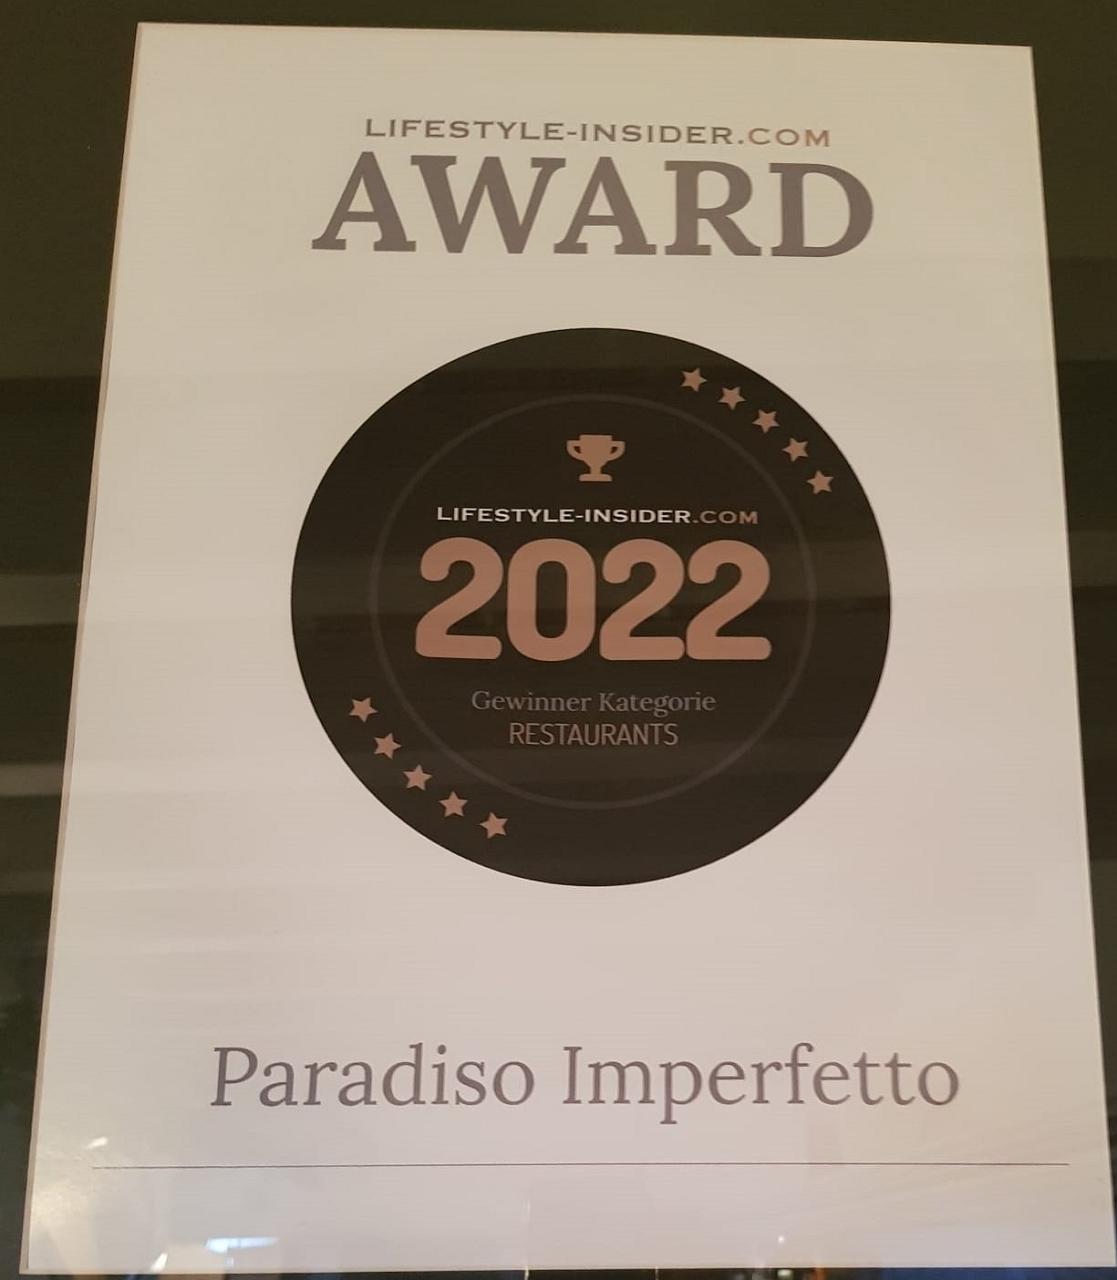 LIFESTYLE-INSIDER.COM
AWARD
LIFESTYLE-INSIDER.COM
2022
Gewinner Kategorie
RESTAURANTS
Paradiso Imperfetto